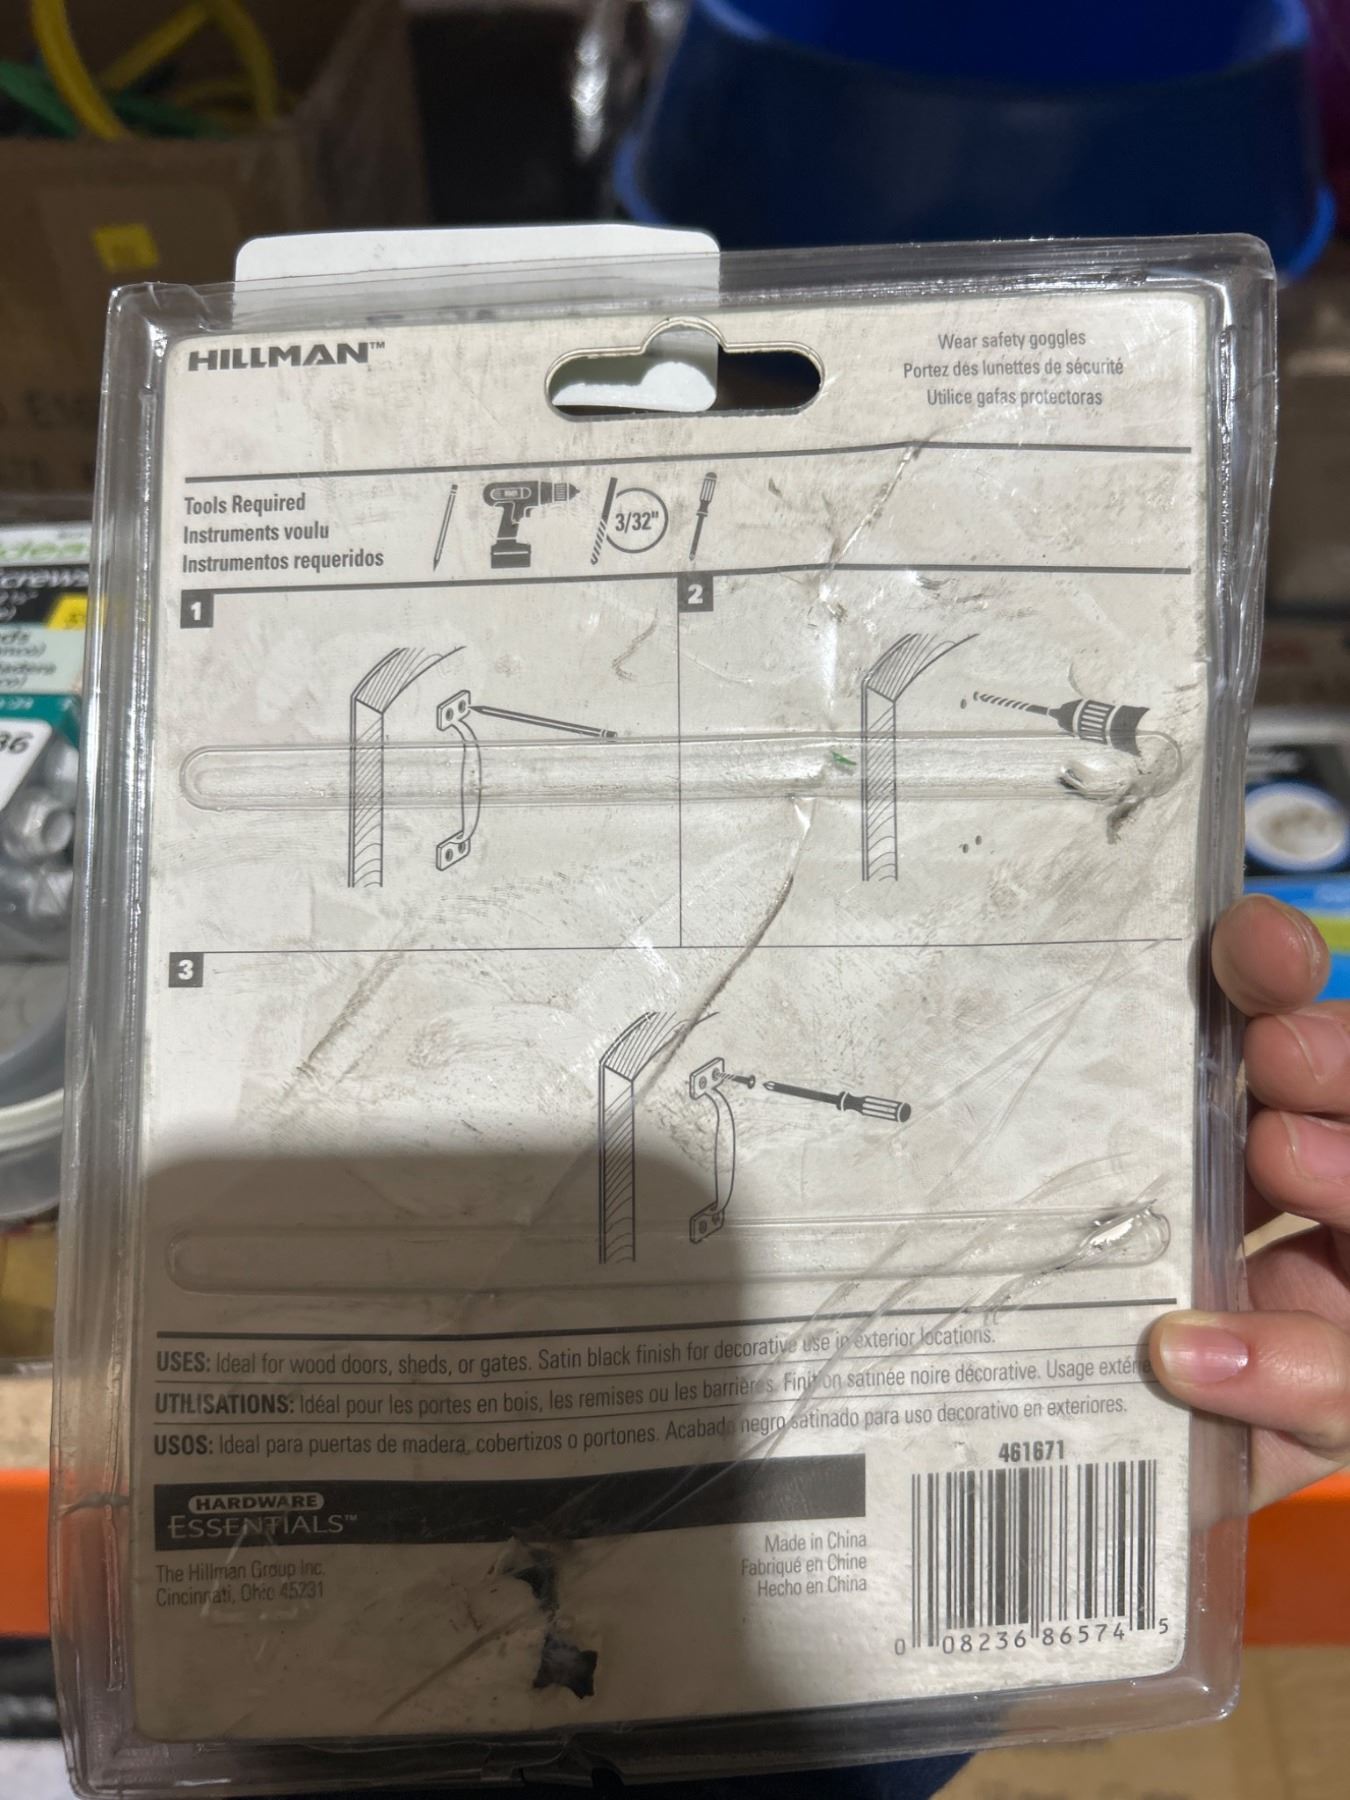 HILLMAN™
Wear safety goggles
Portez des lunettes de sécurité
Utilice gafas protectoras
Tools Required
Instruments voulu
Instrumentos requeridos
3/32"
1
2
3
USES: Ideal for wood doors, sheds, or gates. Satin black finish for decorative use in exterior locations.
UTILISATIONS: Idéal pour les portes en bois, les remises ou les barrières. Finition satinée noire décorative. Usage extérie
USOS: Ideal para puertas de madera, cobertizos o portones. Acabado negro satinado para uso decorativo en exteriores.
461671
HARDWARE
ESSENTIALS™
The Hillman Group Inc.
Cincinnati, Ohio 45231
Made in China
Fabriqué en Chine
Hecho en China
0 08236 86574 5